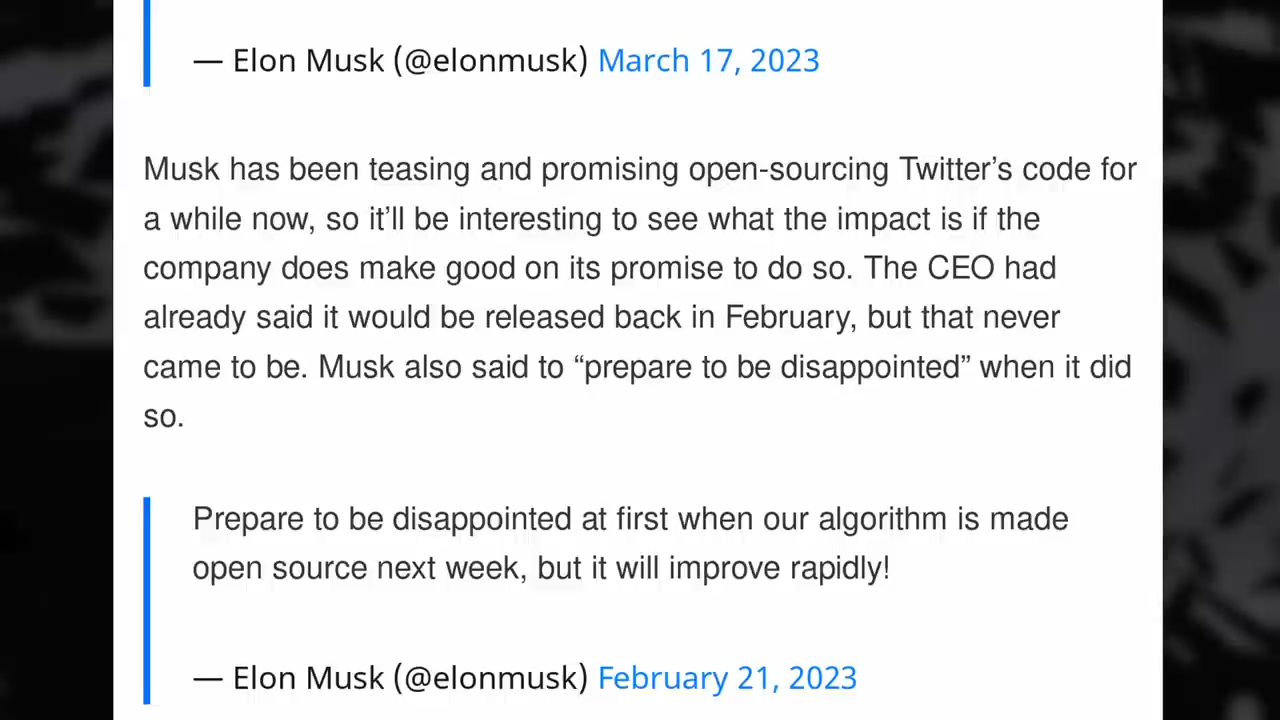 — Elon Musk (@elonmusk) March 17, 2023
Musk has been teasing and promising open-sourcing Twitter’s code for
a while now, so it’ll be interesting to see what the impact is if the
company does make good on its promise to do so. The CEO had
already said it would be released back in February, but that never
came to be. Musk also said to “prepare to be disappointed” when it did
so.
Prepare to be disappointed at first when our algorithm is made
open source next week, but it will improve rapidly!
— Elon Musk (@elonmusk) February 21, 2023